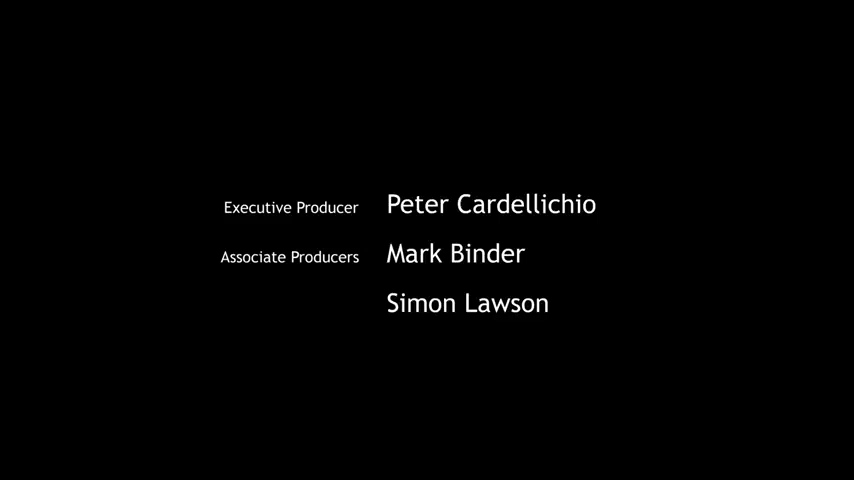 Executive Producer Peter Cardellichio
Associate Producers Mark Binder
Simon Lawson